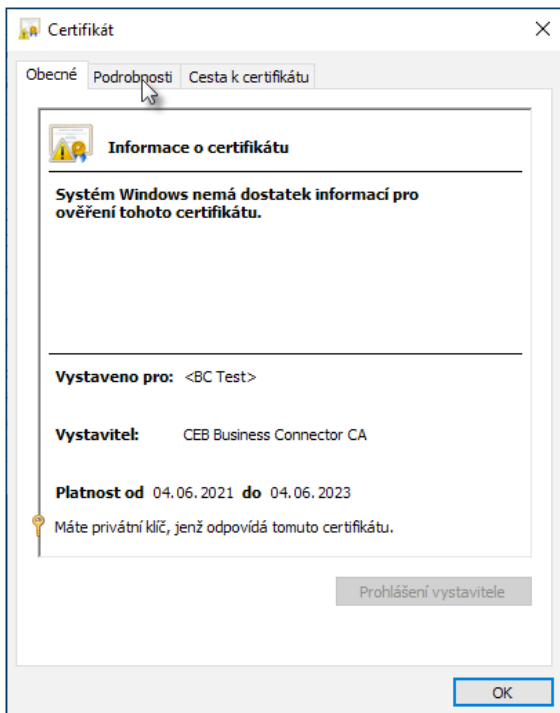 Certifikát
Obecné Podrobnosti Cesta k certifikátu
Informace o certifikátu
Systém Windows nemá dostatek informací pro
ověření tohoto certifikátu.
Vystaveno pro: <BC Test>
Vystavitel: CEB Business Connector CA
Platnost od 04.06.2021 do 04.06.2023
Máte privátní klíč, jenž odpovídá tomuto certifikátu.
Prohlášení vystavitele
OK